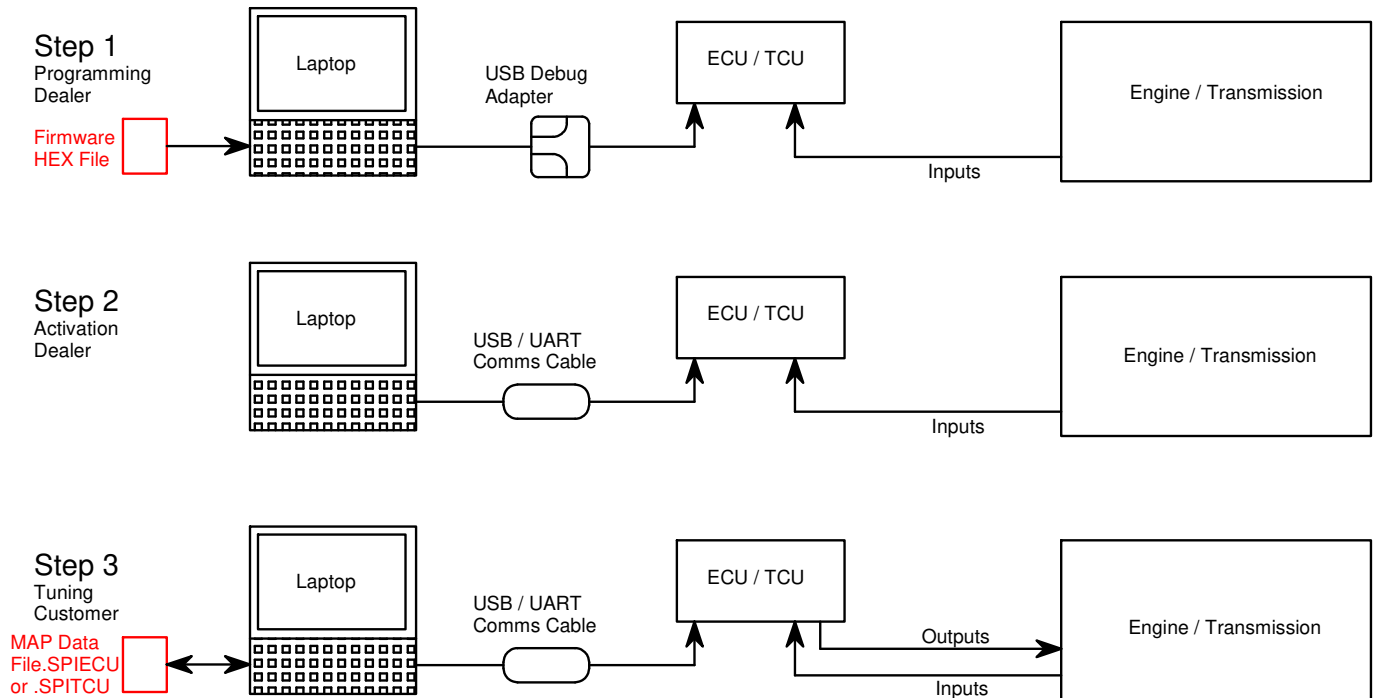 Step 1
Programming
Dealer
Firmware
HEX File
Laptop
USB Debug
Adapter
ECU / TCU
Inputs
Engine / Transmission
Step 2
Activation
Dealer
Laptop
USB / UART
Comms Cable
ECU / TCU
Inputs
Engine / Transmission
Step 3
Tuning
Customer
MAP Data
File.SPIECU
or .SPITCU
Laptop
USB / UART
Comms Cable
ECU / TCU
Outputs
Inputs
Engine / Transmission